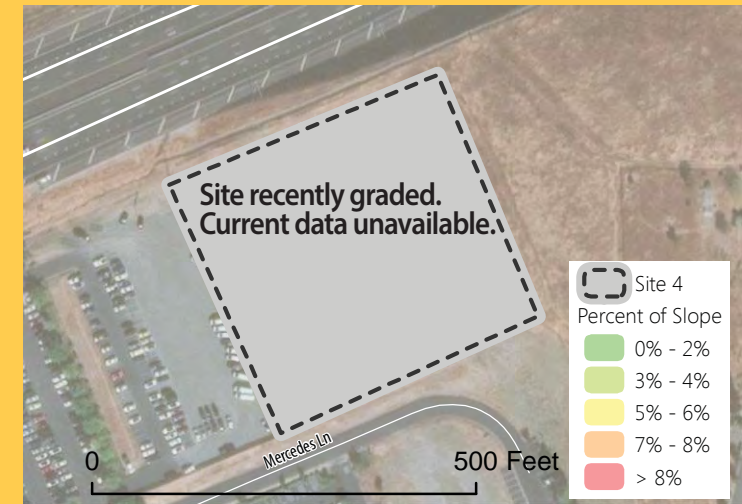 Site recently graded.
Current data unavailable.
Site 4
Percent of Slope
0% - 2%
3% - 4%
5% - 6%
7% - 8%
> 8%
Mercedes Ln
0
500 Feet